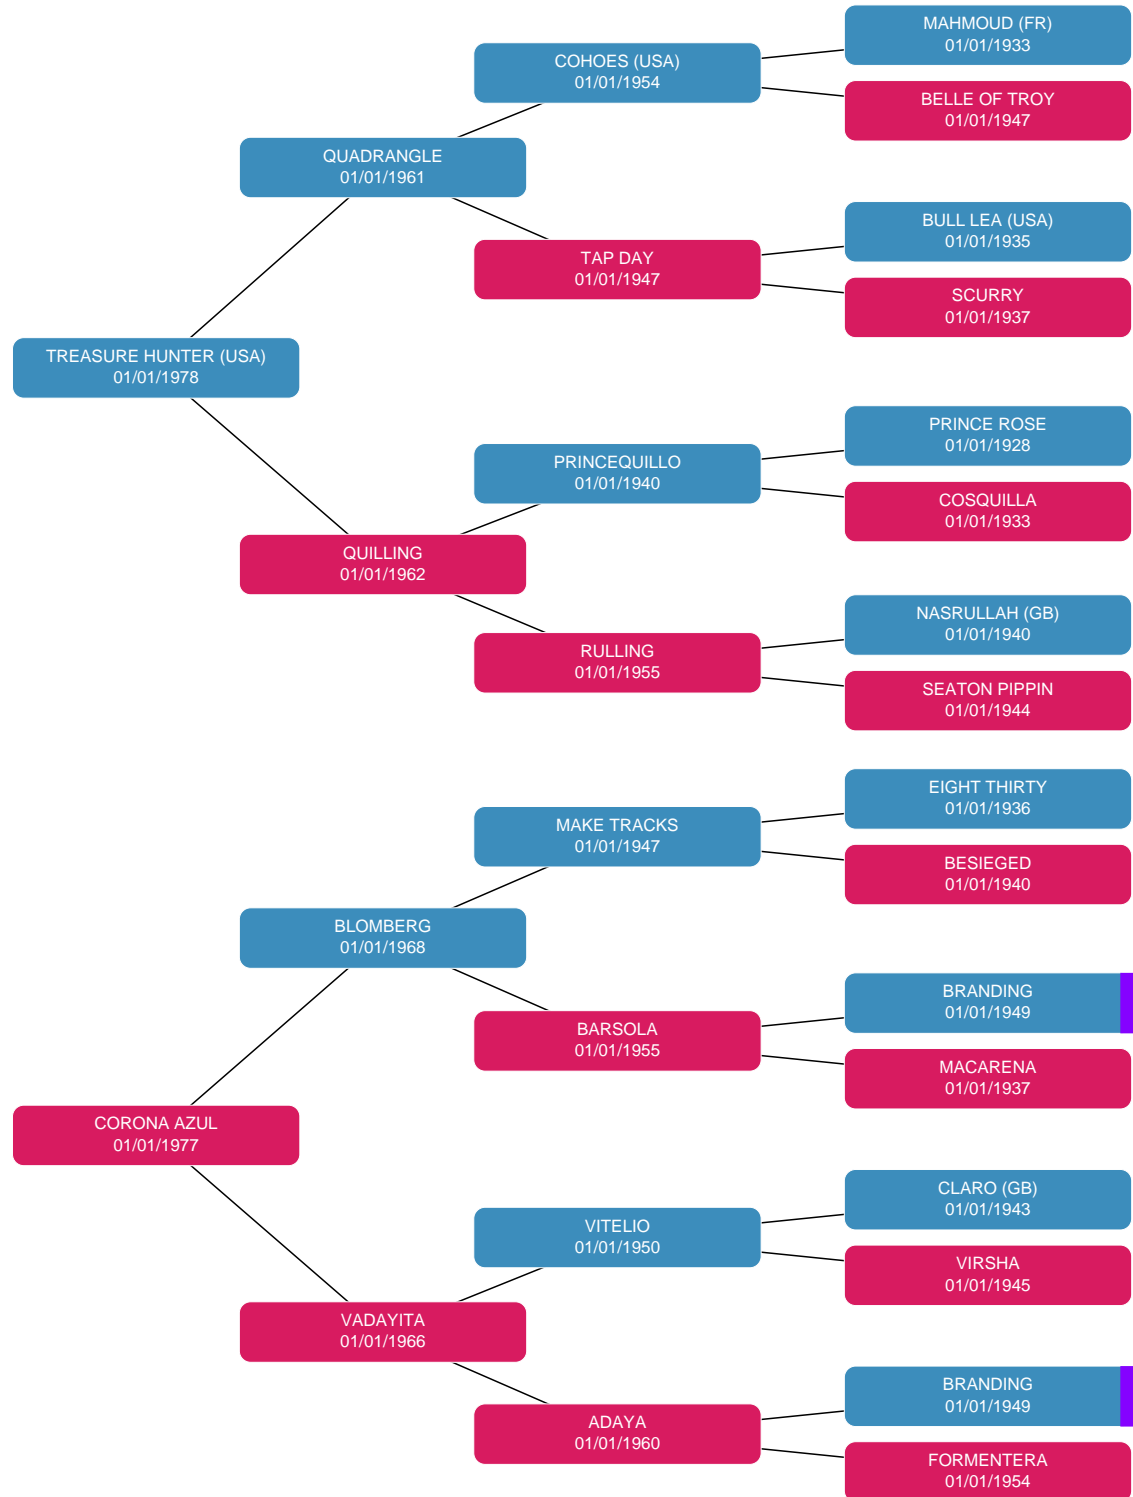 MAHMOUD (FR)
01/01/1933
COHOES (USA)
01/01/1954
BELLE OF TROY
01/01/1947
QUADRANGLE
01/01/1961
BULL LEA (USA)
01/01/1935
TAP DAY
01/01/1947
SCURRY
01/01/1937
TREASURE HUNTER (USA)
01/01/1978
PRINCE ROSE
01/01/1928
PRINCEQUILLO
01/01/1940
COSQUILLA
01/01/1933
QUILLING
01/01/1962
NASRULLAH (GB)
01/01/1940
RULLING
01/01/1955
SEATON PIPPIN
01/01/1944
EIGHT THIRTY
01/01/1936
MAKE TRACKS
01/01/1947
BESIEGED
01/01/1940
BLOMBERG
01/01/1968
BRANDING
01/01/1949
BARSOLA
01/01/1955
MACARENA
01/01/1937
CORONA AZUL
01/01/1977
CLARO (GB)
01/01/1943
VITELIO
01/01/1950
VIRSHA
01/01/1945
VADAYITA
01/01/1966
BRANDING
01/01/1949
ADAYA
01/01/1960
FORMENTERA
01/01/1954